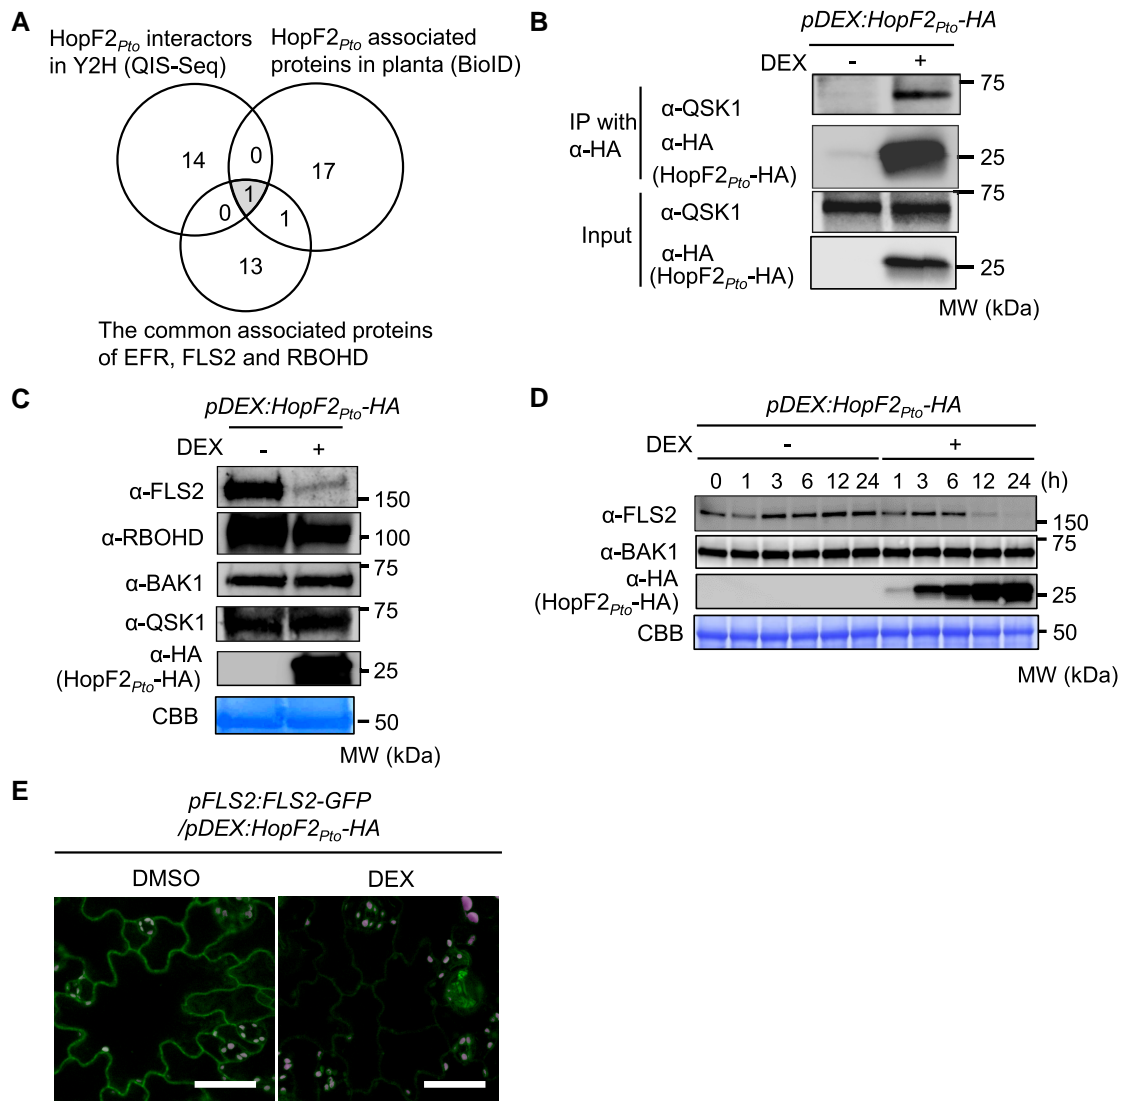 A
HopF2Pto interactors
in Y2H (QIS-Seq)
HopF2Pto associated
proteins in planta (BioID)
14
0
17
1
0
1
13
The common associated proteins
of EFR, FLS2 and RBOHD
B
pDEX:HopF2Pto-HA
DEX - +
IP with
α-HA
α-QSK1
75
α-HA
(HopF2Pto-HA)
25
Input
α-QSK1
75
α-HA
(HopF2Pto-HA)
25
MW (kDa)
C
pDEX:HopF2Pto-HA
DEX - +
α-FLS2
150
α-RBOHD
100
α-BAK1
75
α-QSK1
75
α-HA
(HopF2Pto-HA)
25
CBB
50
MW (kDa)
D
pDEX:HopF2Pto-HA
DEX - +
0 1 3 6 12 24 1 3 6 12 24 (h)
α-FLS2
150
α-BAK1
75
α-HA
(HopF2Pto-HA)
25
CBB
50
MW (kDa)
E
pFLS2:FLS2-GFP
/pDEX:HopF2Pto-HA
DMSO
DEX